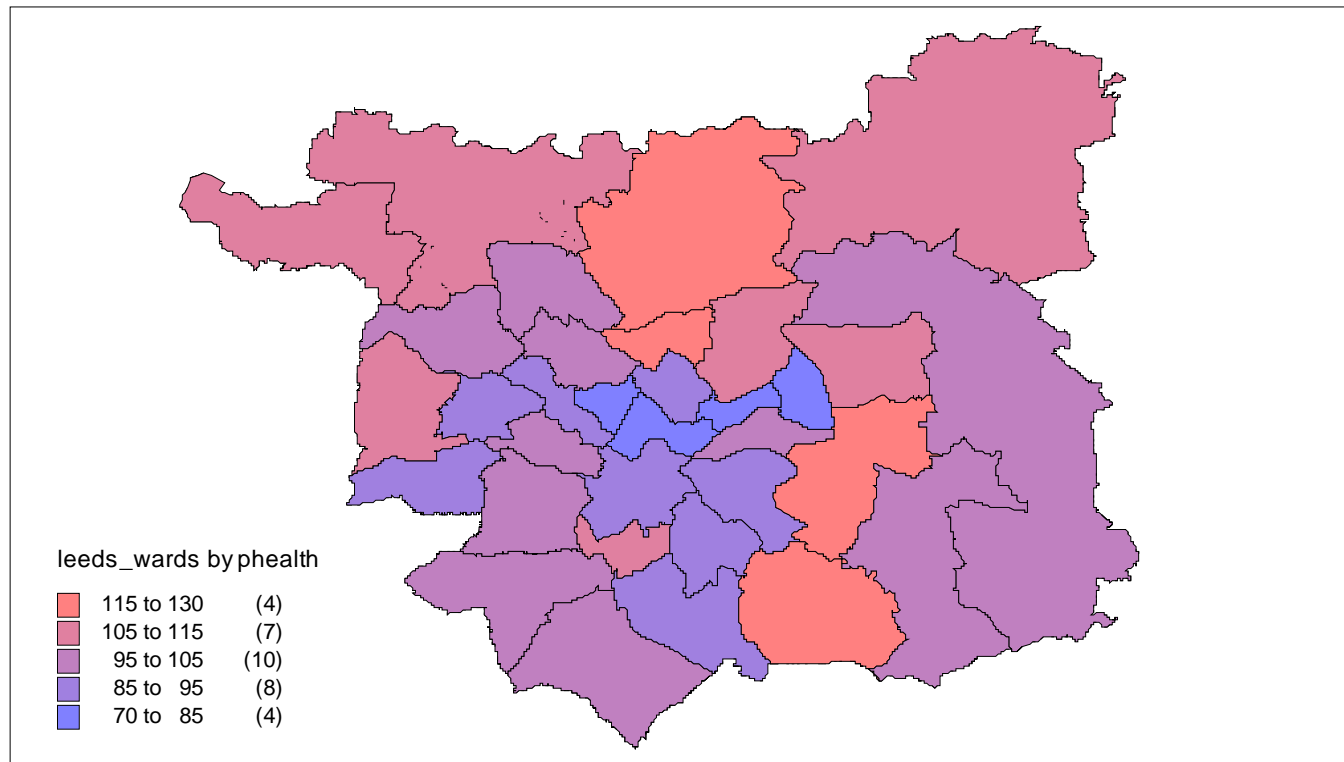 leeds_wards by phealth
115 to 130 (4)
105 to 115 (7)
95 to 105 (10)
85 to 95 (8)
70 to 85 (4)